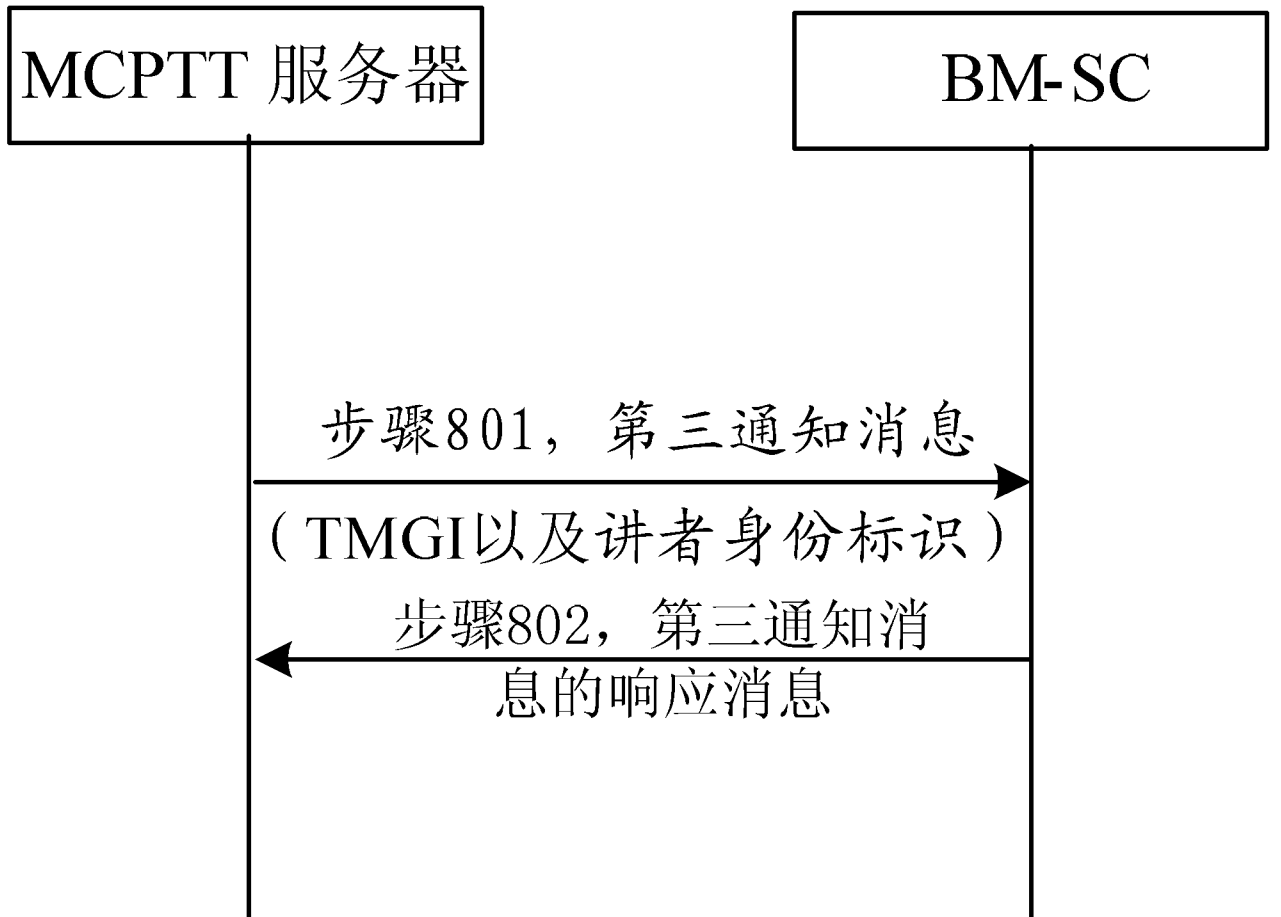 MCPTT 服务器
BM-SC
步骤801，第三通知消息
（TMGI以及讲者身份标识）
步骤802，第三通知消
息的响应消息